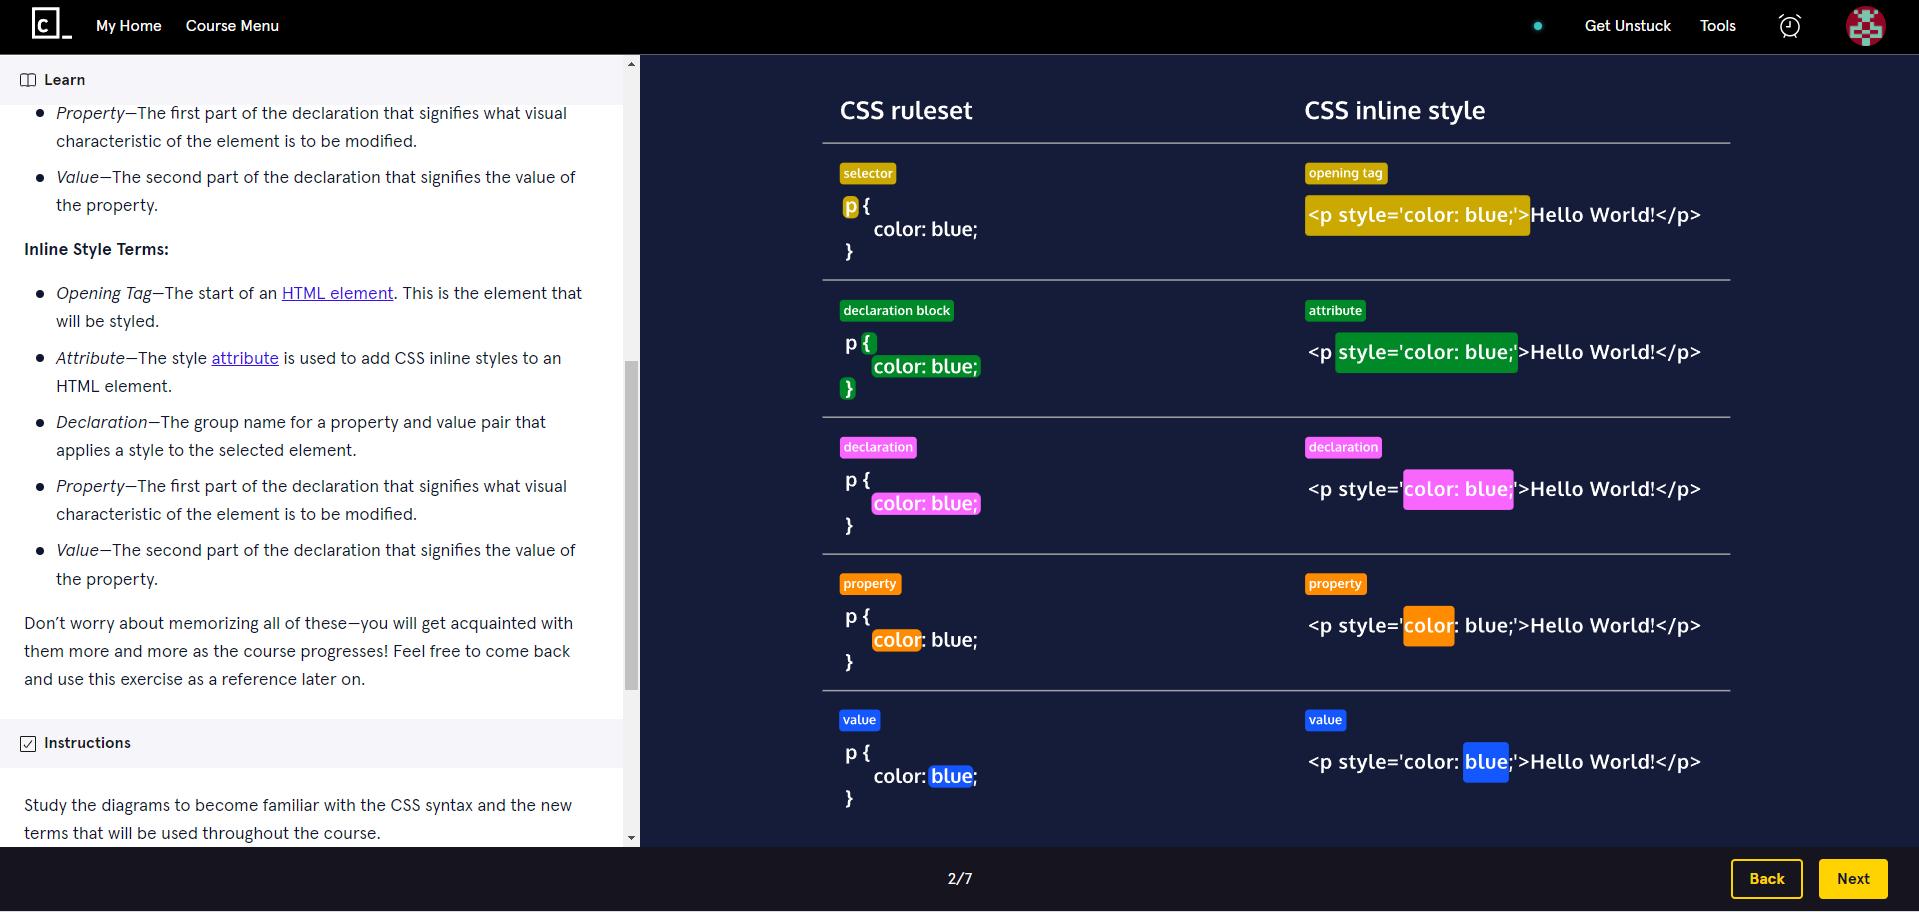 C_
My Home
Course Menu
Get Unstuck
Tools
Learn
Property—The first part of the declaration that signifies what visual
characteristic of the element is to be modified.
Value—The second part of the declaration that signifies the value of
the property.
Inline Style Terms:
Opening Tag—The start of an HTML element. This is the element that
will be styled.
Attribute—The style attribute is used to add CSS inline styles to an
HTML element.
Declaration—The group name for a property and value pair that
applies a style to the selected element.
Property—The first part of the declaration that signifies what visual
characteristic of the element is to be modified.
Value—The second part of the declaration that signifies the value of
the property.
Don’t worry about memorizing all of these—you will get acquainted with
them more and more as the course progresses! Feel free to come back
and use this exercise as a reference later on.
Instructions
Study the diagrams to become familiar with the CSS syntax and the new
terms that will be used throughout the course.
CSS ruleset
CSS inline style
selector
p {
color: blue;
}
opening tag
<p style='color: blue;'>Hello World!</p>
declaration block
p {
color: blue;
}
attribute
<p style='color: blue;'>Hello World!</p>
declaration
p {
color: blue;
}
declaration
<p style='color: blue;'>Hello World!</p>
property
p {
color: blue;
}
property
<p style='color: blue;'>Hello World!</p>
value
p {
color: blue;
}
value
<p style='color: blue;'>Hello World!</p>
2/7
Back
Next